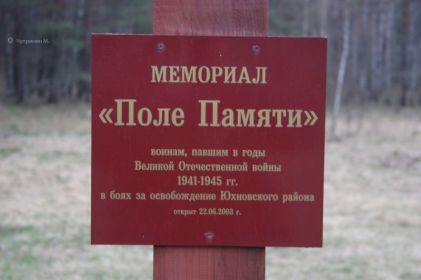 © Чупрынин М.
МЕМОРИАЛ
«Поле Памяти»
воинам, павшим в годы
Великой Отечественной войны
1941-1945 гг.
в боях за освобождение Юхновского района
открыт 22.06.2003 г.